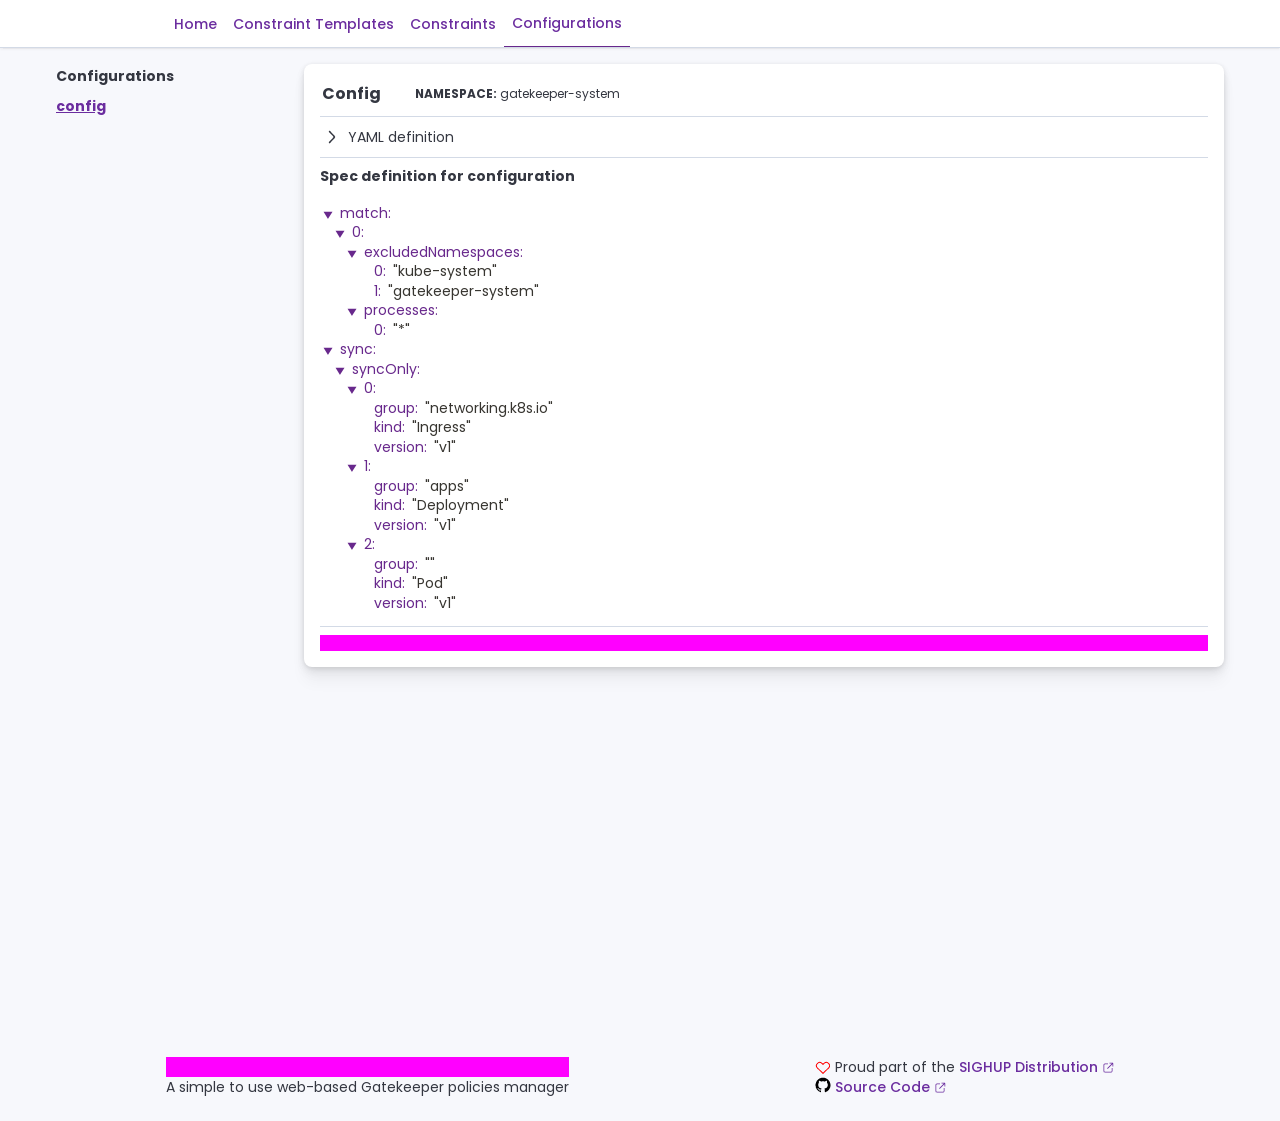 Home Constraint Templates Constraints Configurations
Configurations
config
Config NAMESPACE: gatekeeper-system
YAML definition
Spec definition for configuration
match:
0:
excludedNamespaces:
0: "kube-system"
1: "gatekeeper-system"
processes:
0: "*"
sync:
syncOnly:
0:
group: "networking.k8s.io"
kind: "Ingress"
version: "v1"
1:
group: "apps"
kind: "Deployment"
version: "v1"
2:
group: ""
kind: "Pod"
version: "v1"
A simple to use web-based Gatekeeper policies manager
Proud part of the SIGHUP Distribution
Source Code